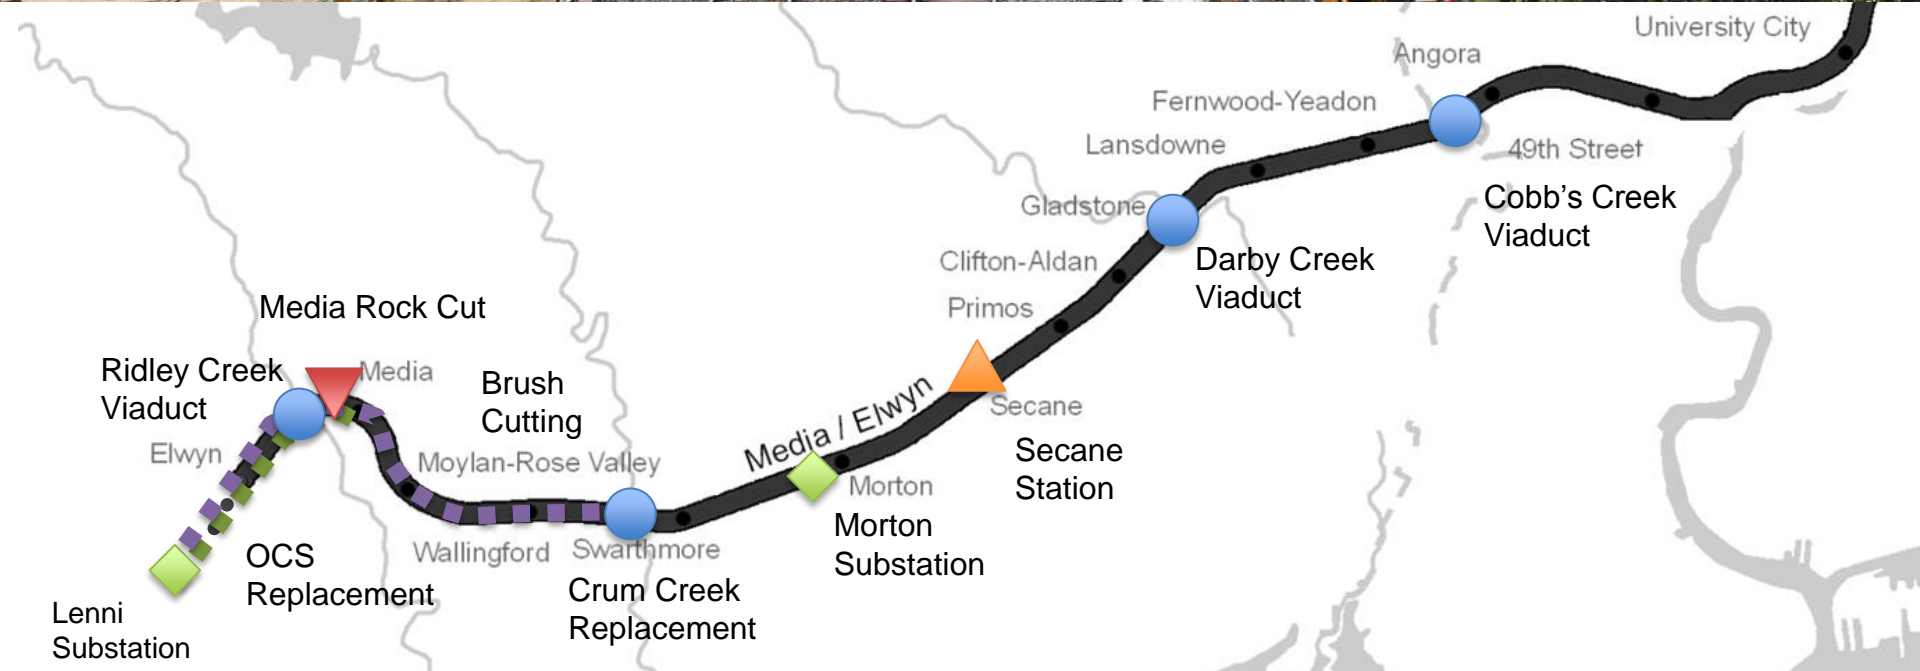 University City
Angora
Fernwood-Yeadon
Lansdowne
49th Street
Cobb's Creek
Viaduct
Gladstone
Clifton-Aldan
Darby Creek
Viaduct
Primos
Media Rock Cut
Ridley Creek
Viaduct
Media
Brush
Cutting
Media / Elwyn
Secane
Secane
Station
Elwyn
Moylan-Rose Valley
Morton
Morton
Substation
OCS
Replacement
Wallingford
Swarthmore
Crum Creek
Replacement
Lenni
Substation